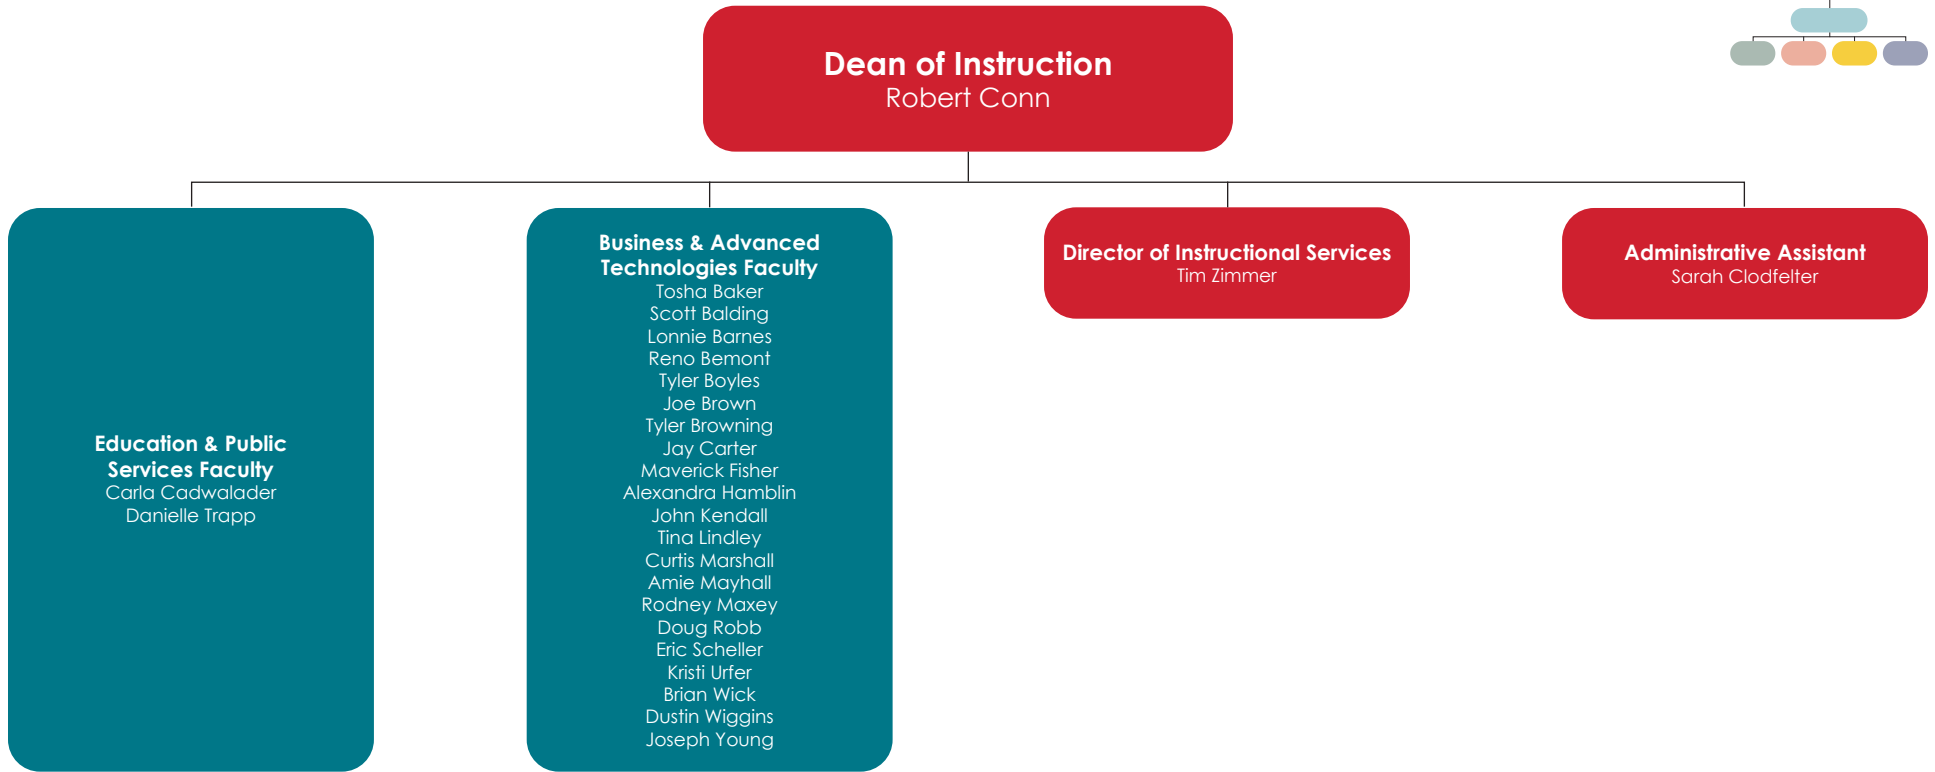 Dean of Instruction
Robert Conn
Education & Public
Services Faculty
Carla Cadwalader
Danielle Trapp
Business & Advanced
Technologies Faculty
Tosha Baker
Scott Balding
Lonnie Barnes
Reno Bemont
Tyler Boyles
Joe Brown
Tyler Browning
Jay Carter
Maverick Fisher
Alexandra Hamblin
John Kendall
Tina Lindley
Curtis Marshall
Amie Mayhall
Rodney Maxey
Doug Robb
Eric Scheller
Kristi Urfer
Brian Wick
Dustin Wiggins
Joseph Young
Director of Instructional Services
Tim Zimmer
Administrative Assistant
Sarah Clodfelter